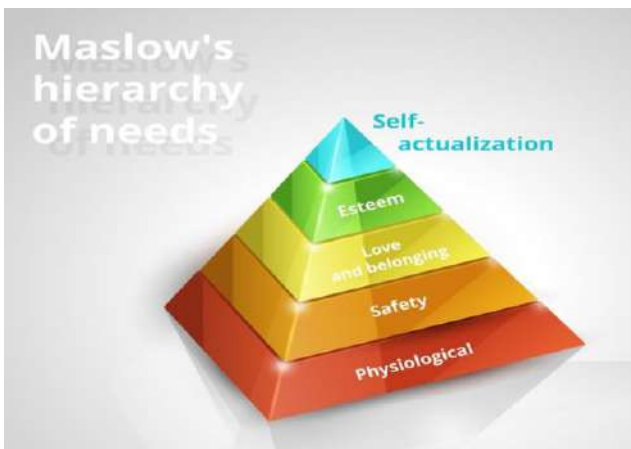 Maslow's
hierarchy
of needs
Self-
actualization
Esteem
Love
and belonging
Safety
Physiological